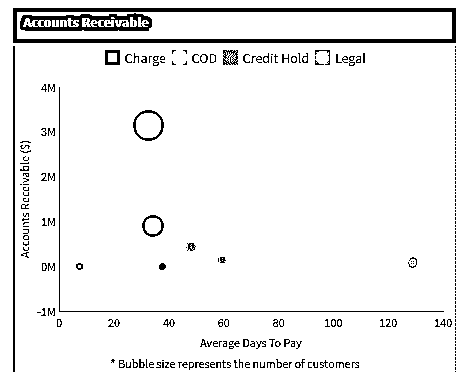 Accounts Receivable
Charge COD Credit Hold Legal
4M
3M
2M
1M
0M
-1M
Accounts Receivable ($)
0 20 40 60 80 100 120 140
Average Days To Pay
* Bubble size represents the number of customers